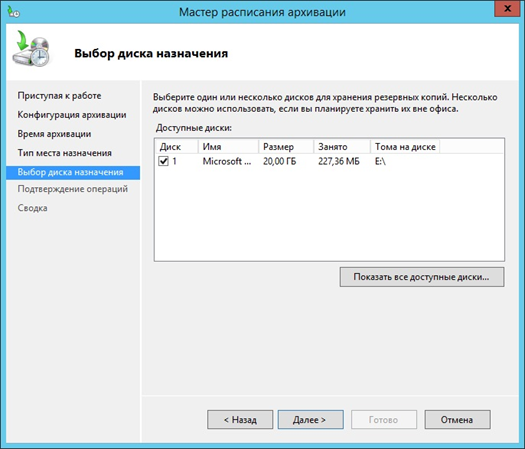 Мастер расписания архивации
Выбор диска назначения
Приступая к работе
Конфигурация архивации
Время архивации
Тип места назначения
Выбор диска назначения
Подтверждение операций
Сводка
Выберите один или несколько дисков для хранения резервных копий. Несколько
дисков можно использовать, если вы планируете хранить их вне офиса.
Доступные диски:
Диск Имя Размер Занято Тома на диске
1 Microsoft ... 20,00 ГБ 227,36 МБ E:\
Показать все доступные диски...
< Назад Далее > Готово Отмена